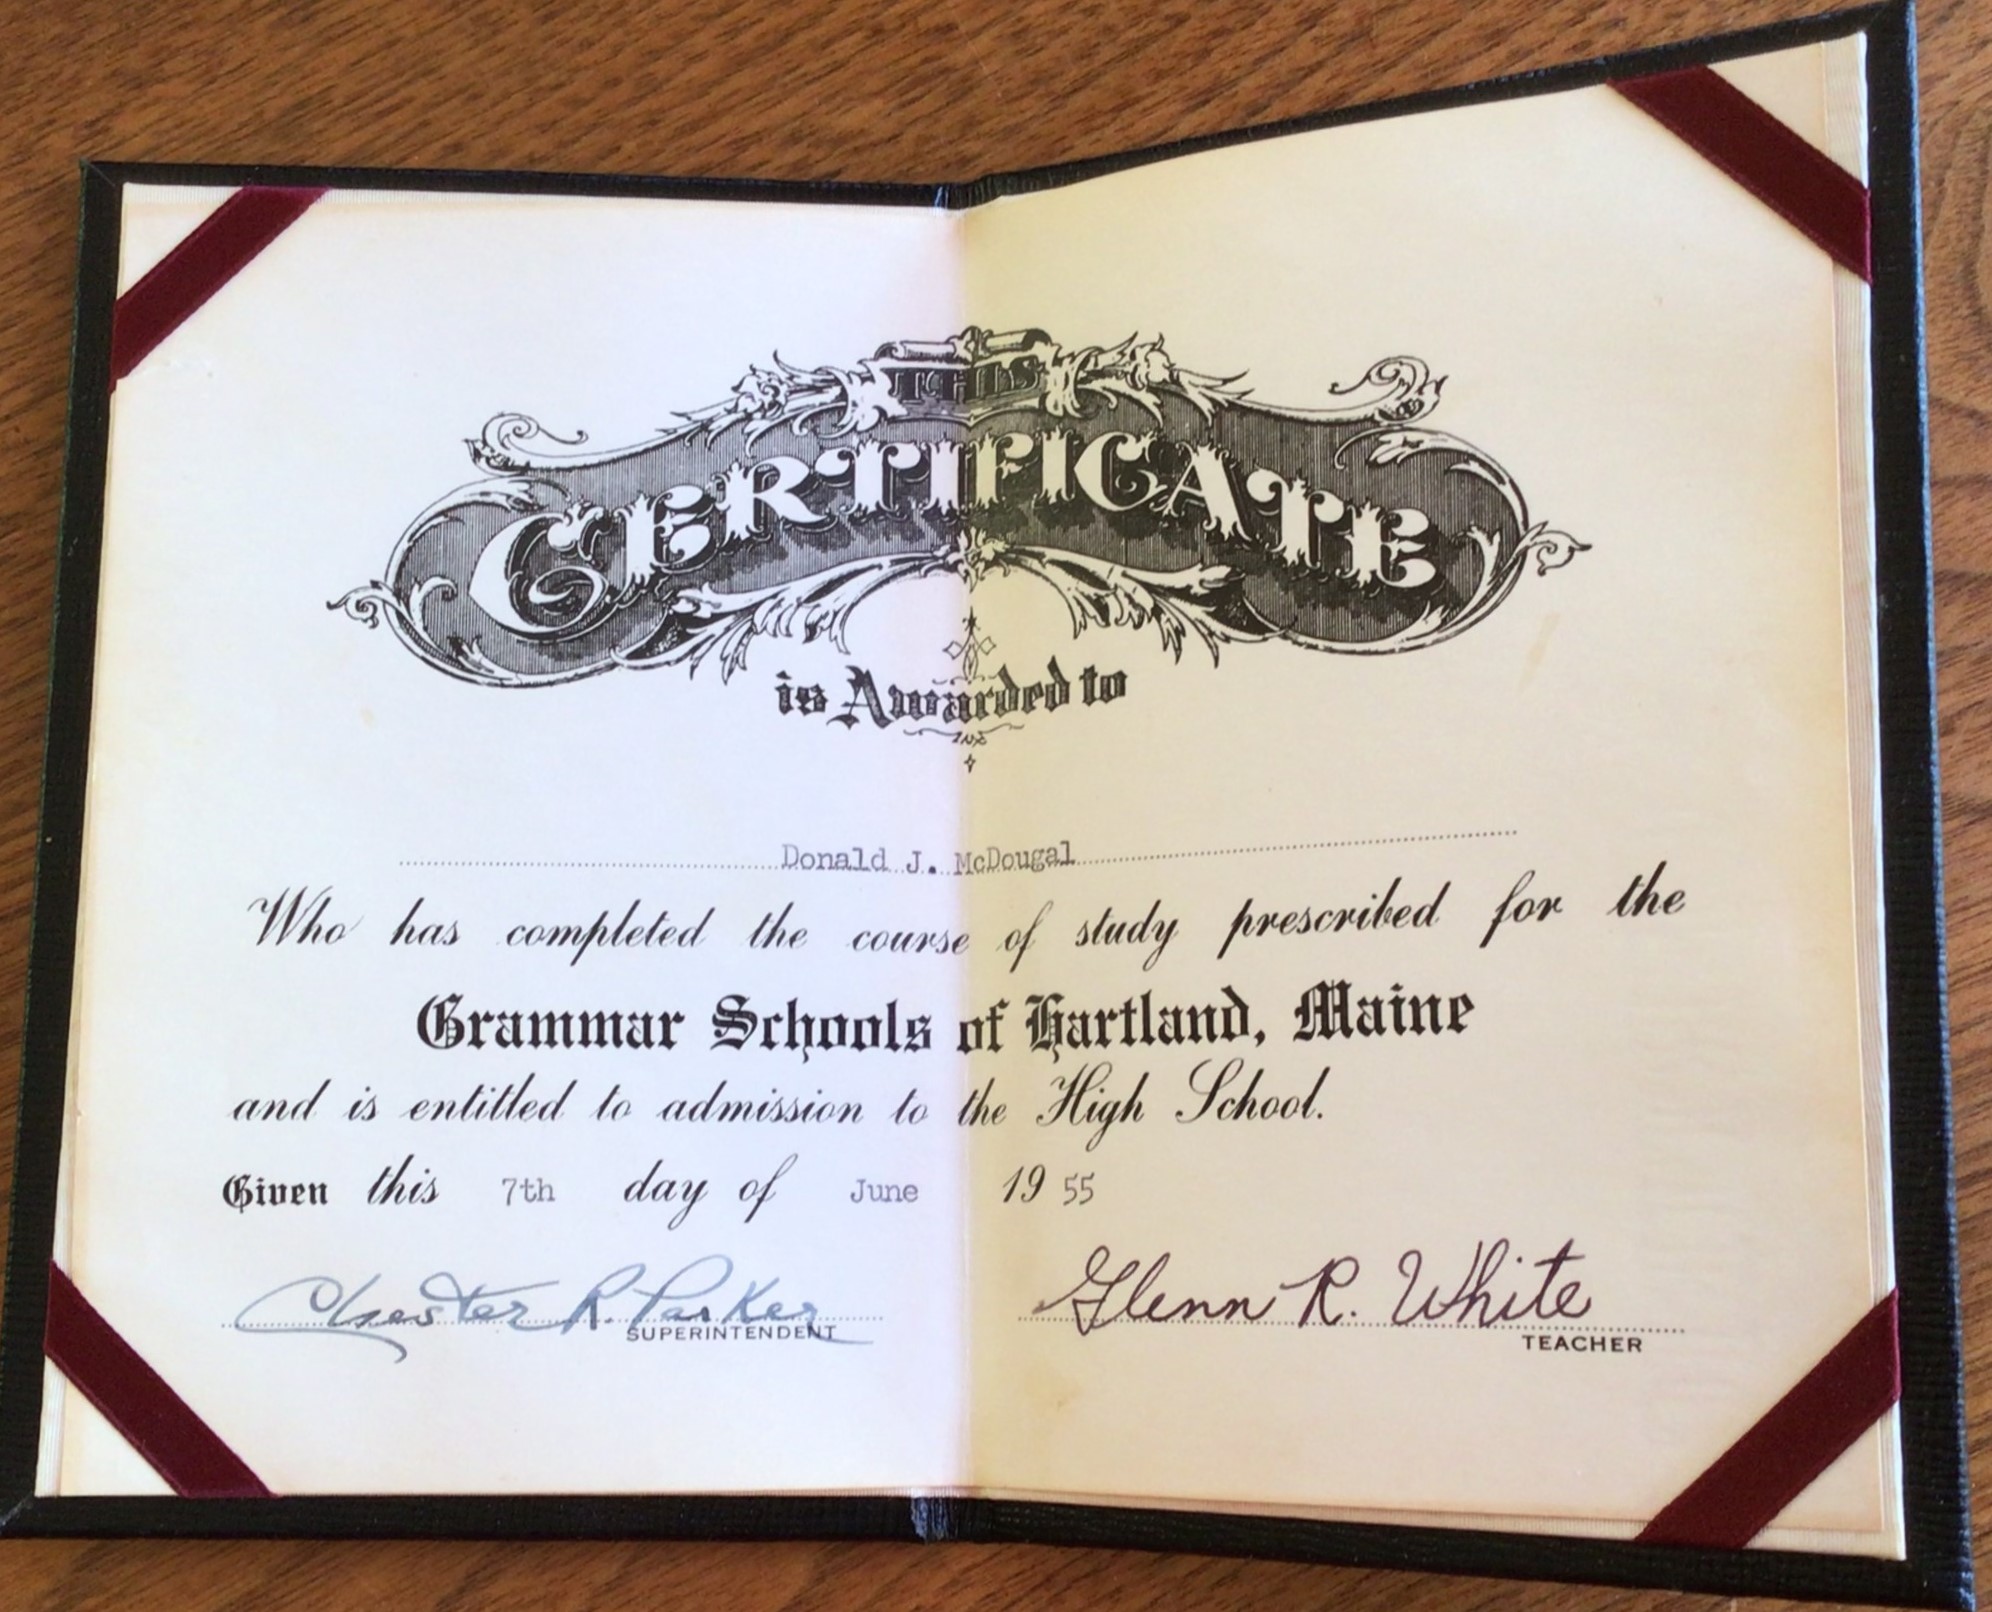 THIS
CERTIFICATE
is Awarded to
Donald J. McDougal
Who has completed the course of study prescribed for the
Grammar Schools of Hartland, Maine
and is entitled to admission to the High School.
Given this 7th day of June 19 55
Chester R. Parker Glenn R. White
SUPERINTENDENT TEACHER